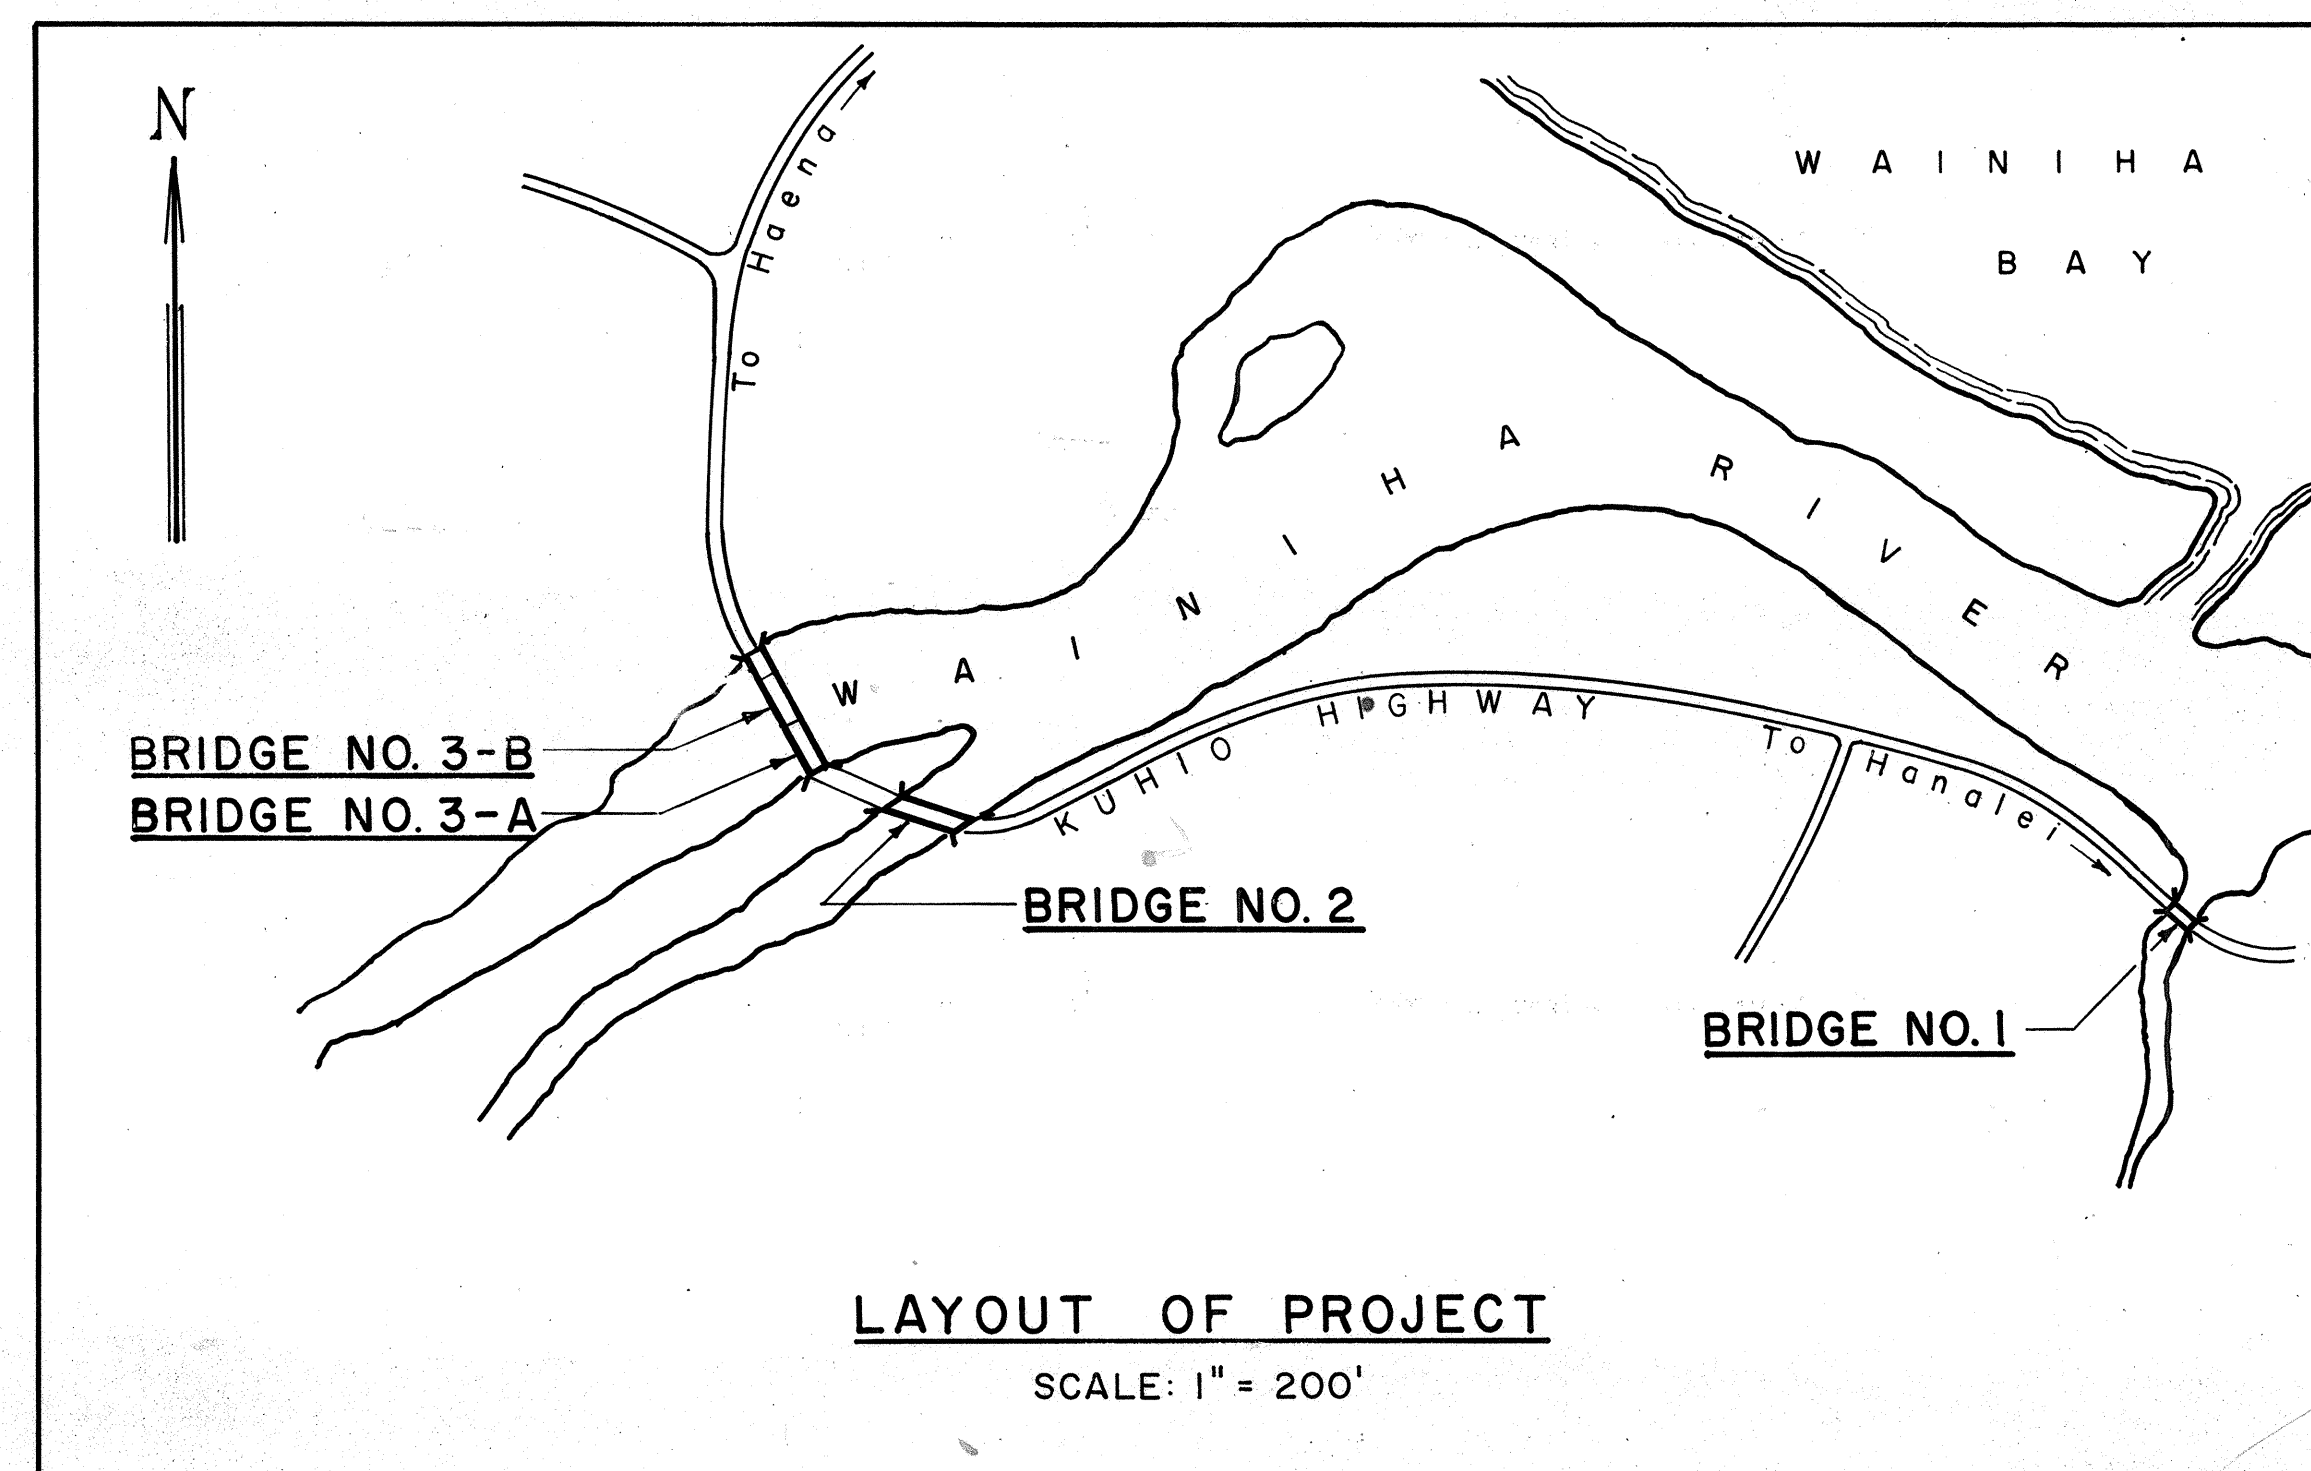 N
To Haena
WAINIHA
BAY
WAINIHA RIVER
BRIDGE NO. 3-B
BRIDGE NO. 3-A
KUHIO HIGHWAY
To Hanalei
BRIDGE NO. 2
BRIDGE NO. 1
LAYOUT OF PROJECT
SCALE: 1" = 200'